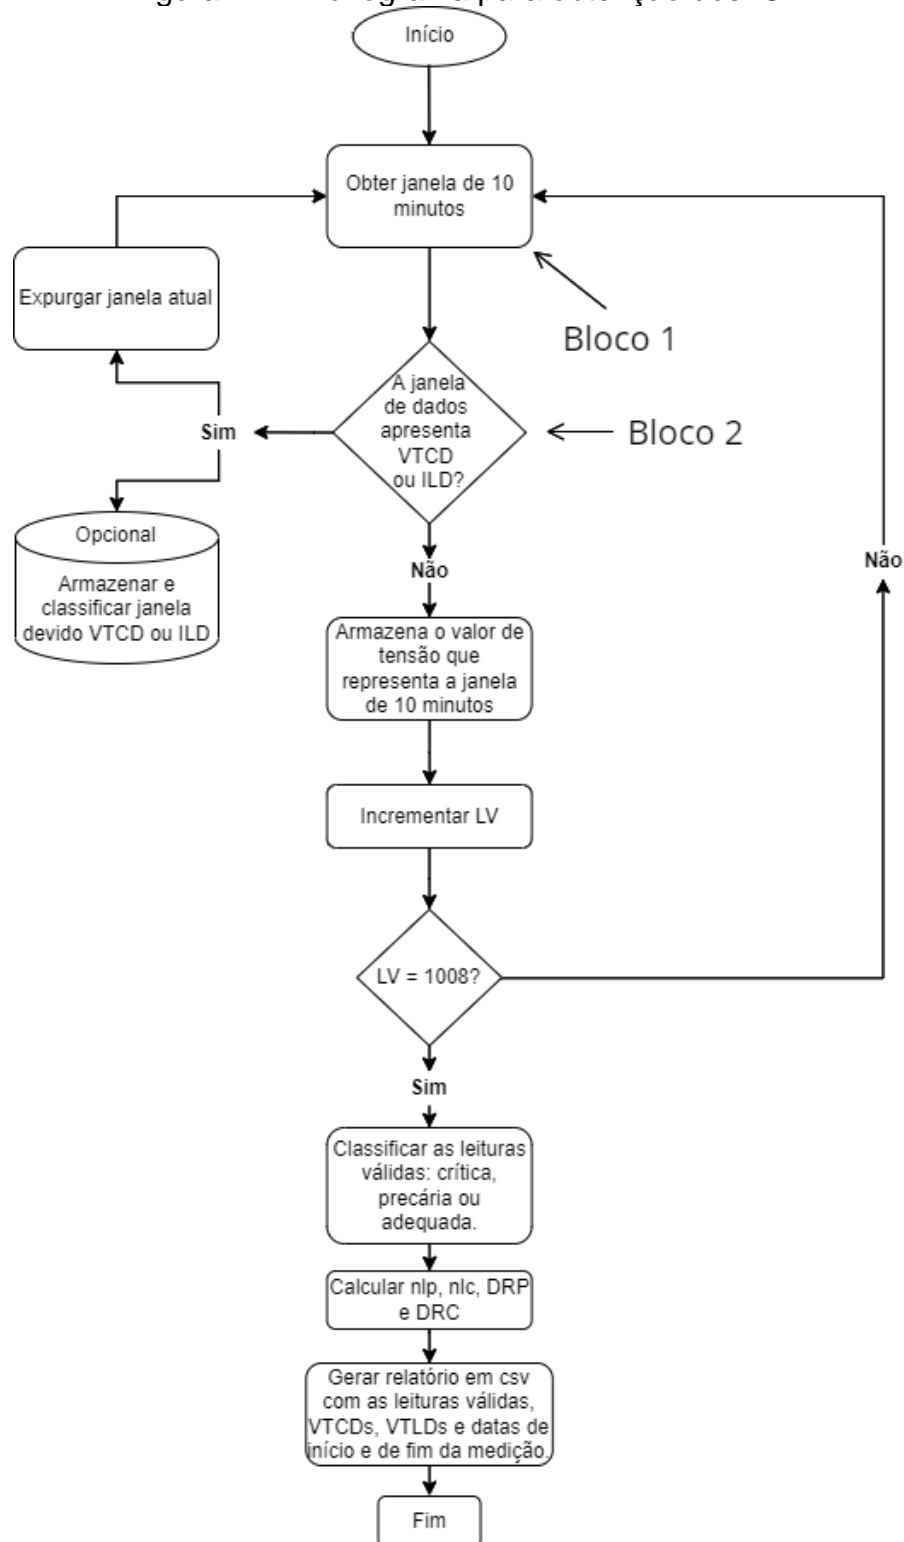 Início
Obter janela de 10
minutos
Expurgar janela atual
Bloco 1
A janela
de dados
apresenta
VTCD
ou ILD?
Sim
Bloco 2
Opcional
Armazenar e
classificar janela
devido VTCD ou ILD
Não
Não
Armazena o valor de
tensão que
representa a janela
de 10 minutos
Incrementar LV
LV = 1008?
Sim
Classificar as leituras
válidas: crítica,
precária ou
adequada.
Calcular nlp, nlc, DRP
e DRC
Gerar relatório em csv
com as leituras válidas,
VTCDs, VTLDs e datas de
início e de fim da medição.
Fim